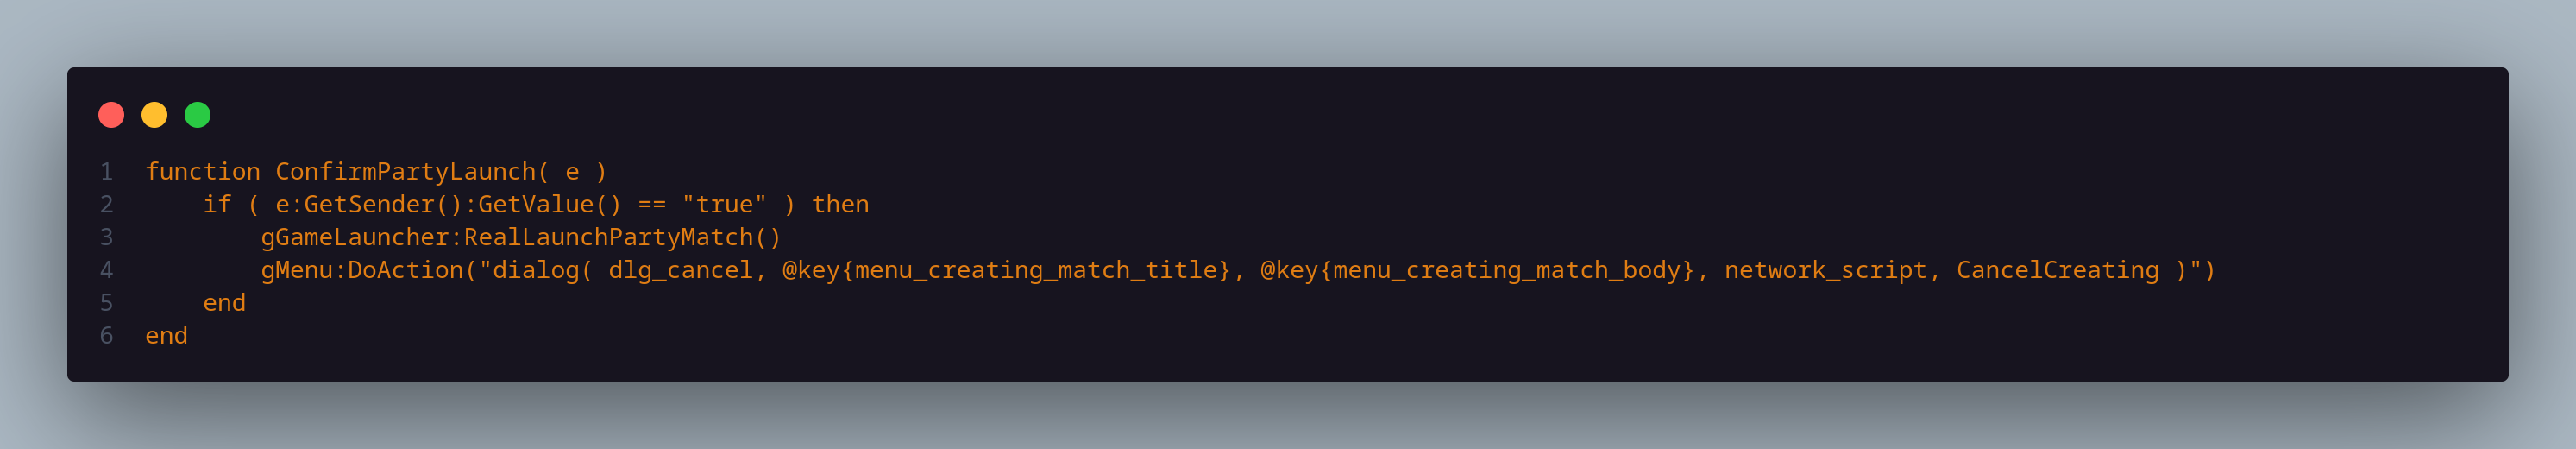 1 function ConfirmPartyLaunch( e )
2     if ( e:GetSender():GetValue() == "true" ) then
3         gGameLauncher:RealLaunchPartyMatch()
4         gMenu:DoAction("dialog( dlg_cancel, @key{menu_creating_match_title}, @key{menu_creating_match_body}, network_script, CancelCreating )")
5     end
6 end